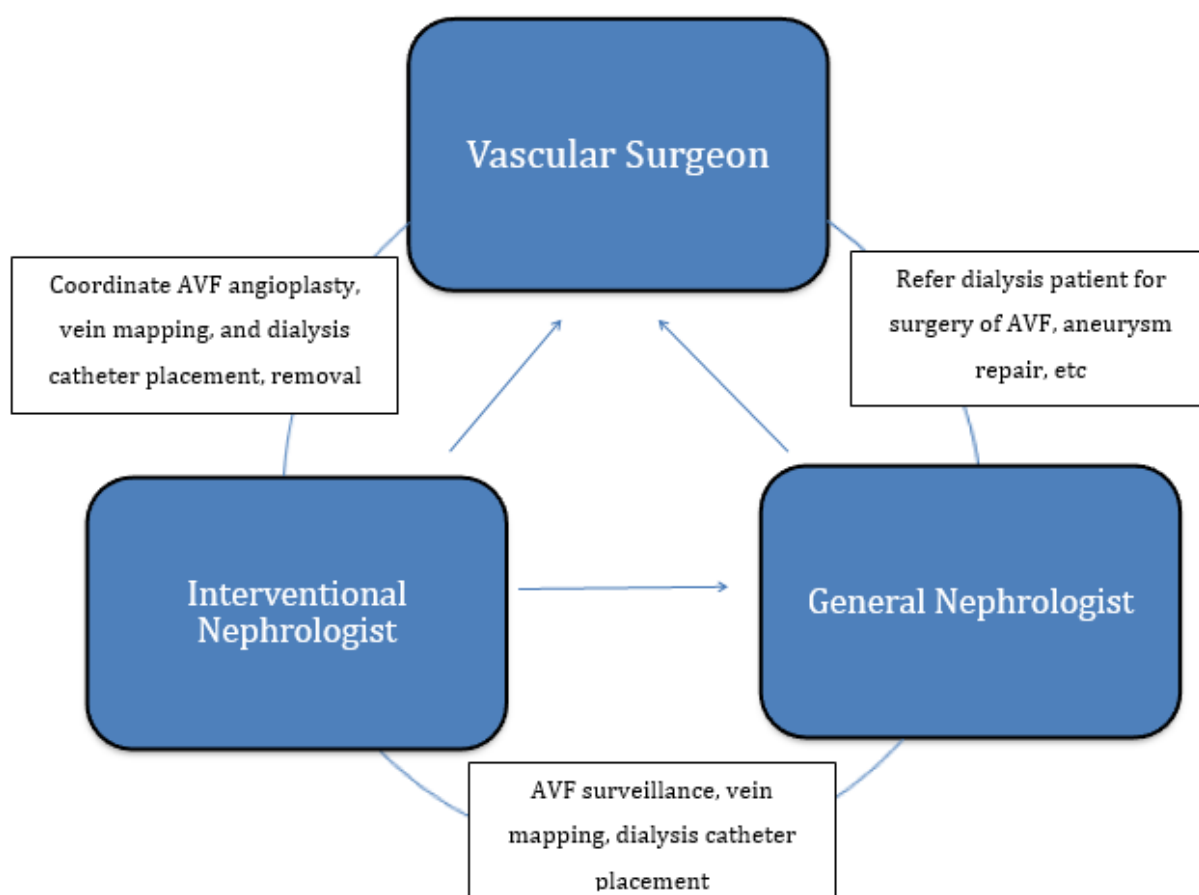 Vascular Surgeon
Coordinate AVF angioplasty,
vein mapping, and dialysis
catheter placement, removal
Refer dialysis patient for
surgery of AVF, aneurysm
repair, etc
Interventional
Nephrologist
General Nephrologist
AVF surveillance, vein
mapping, dialysis catheter
placement